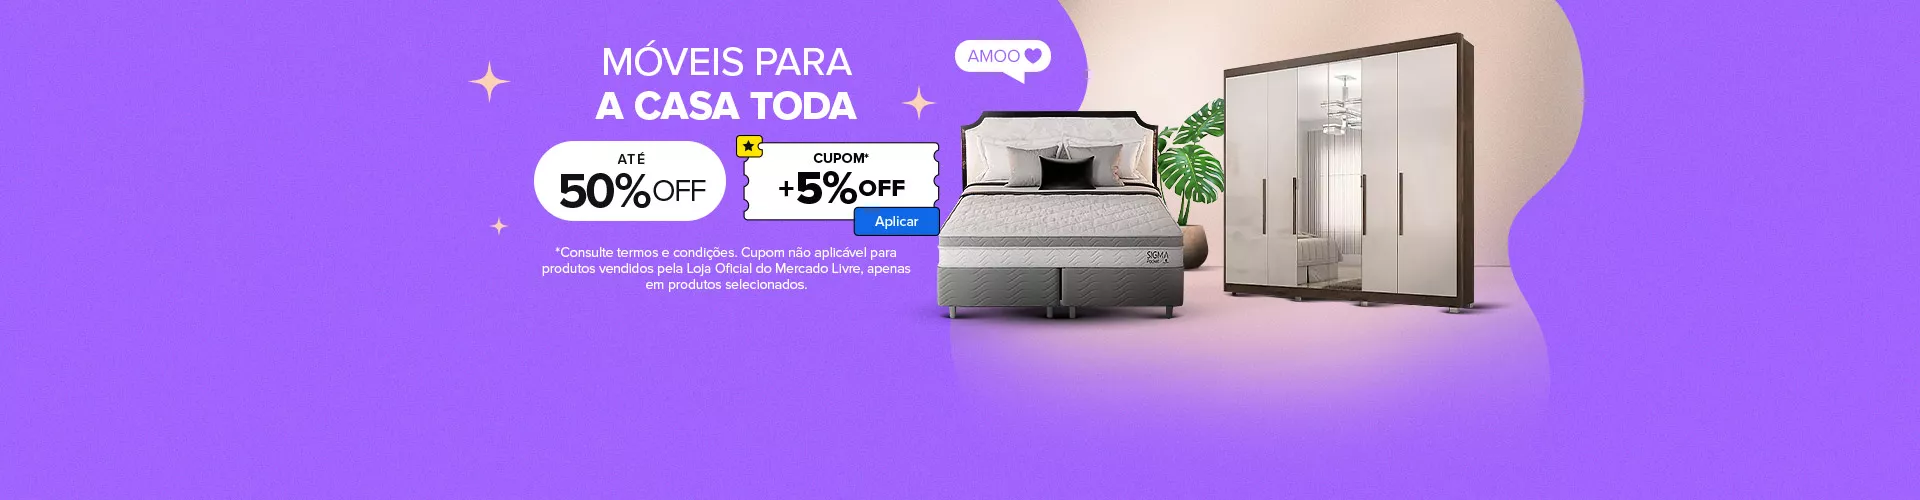 MÓVEIS PARA
A CASA TODA
AMOO
ATÉ
50%OFF
CUPOM*
+5%OFF
Aplicar
*Consulte termos e condições. Cupom não aplicável para
produtos vendidos pela Loja Oficial do Mercado Livre, apenas
em produtos selecionados.
SIGMA